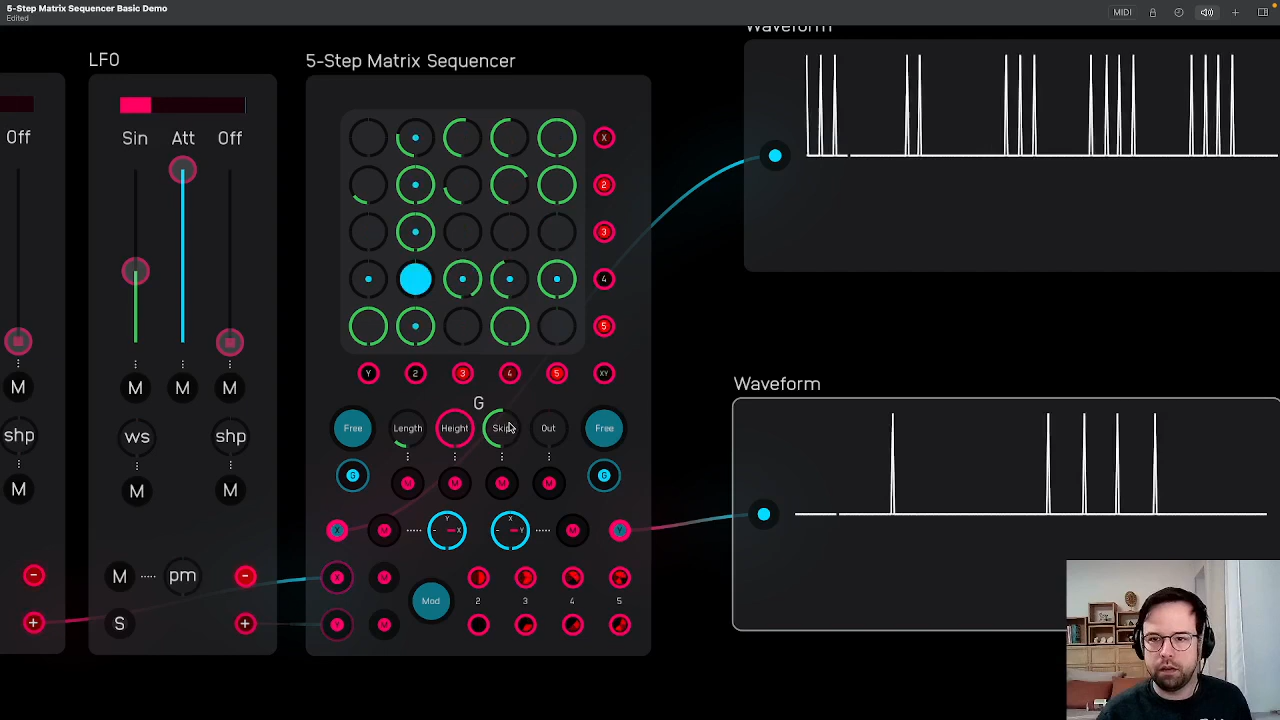 5-Step Matrix Sequencer Basic Demo
Edited
MIDI
LFO
5-Step Matrix Sequencer
Waveform
Off
Sin Att Off
X
2
3
4
5
Y 2 3 4 5 XY
G
Free Length Height Skip Out Free
M M M M
G M M M M G
shp ws shp
M M M
X M Y X X Y M Y
- M pm - X M
Mod 2 3 4 5
+ S + Y M
Waveform